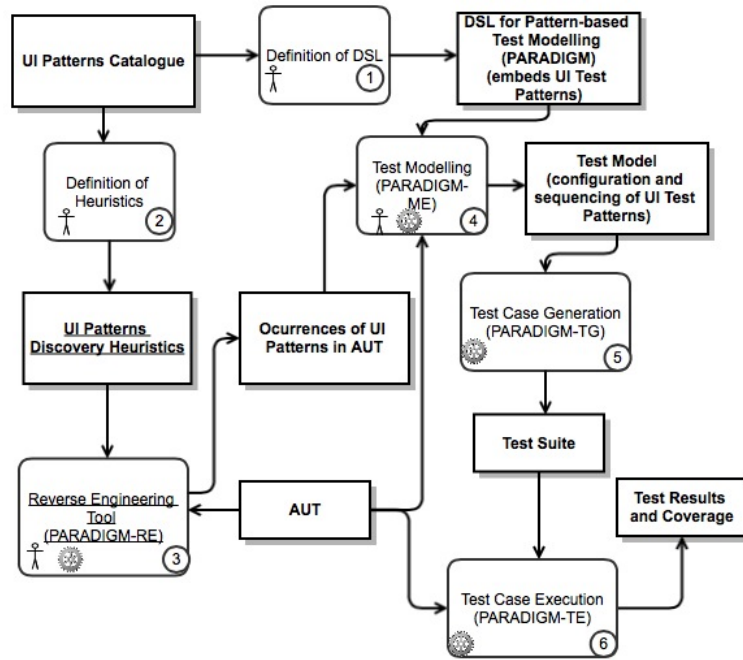 UI Patterns Catalogue
Definition of DSL
1
DSL for Pattern-based
Test Modelling
(PARADIGM)
(embeds UI Test
Patterns)
Definition of
Heuristics
2
Test Modelling
(PARADIGM-
ME)
4
Test Model
(configuration and
sequencing of UI Test
Patterns)
UI Patterns
Discovery Heuristics
Ocurrences of UI
Patterns in AUT
Test Case Generation
(PARADIGM-TG)
5
Test Suite
Reverse Engineering
Tool
(PARADIGM-RE)
3
AUT
Test Results
and Coverage
Test Case Execution
(PARADIGM-TE)
6